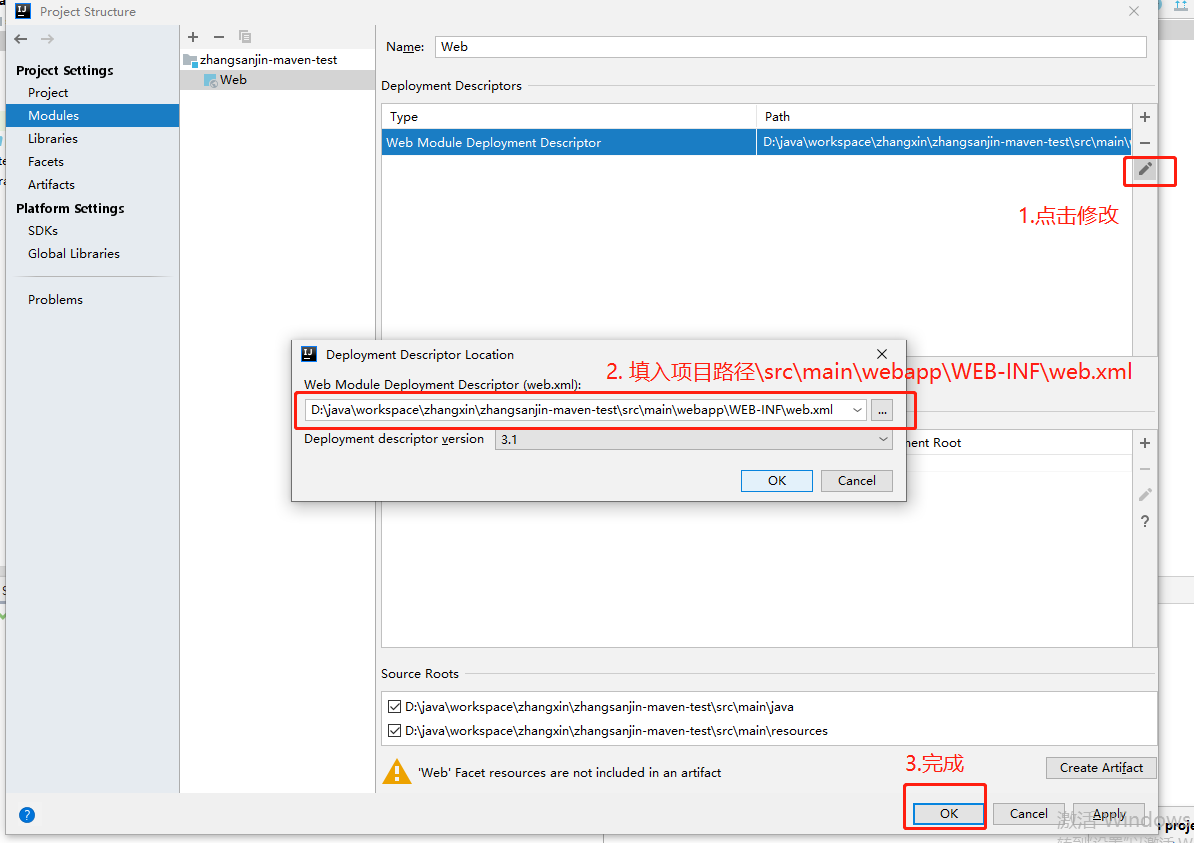 Project Structure
Project Settings
Project
Modules
Libraries
Facets
Artifacts
Platform Settings
SDKs
Global Libraries
Problems
zhangsanjin-maven-test
Web
Name: Web
Deployment Descriptors
Type Path
Web Module Deployment Descriptor D:\java\workspace\zhangxin\zhangsanjin-maven-test\src\main\
1.点击修改
Deployment Descriptor Location
2. 填入项目路径\src\main\webapp\WEB-INF\web.xml
Web Module Deployment Descriptor (web.xml):
D:\java\workspace\zhangxin\zhangsanjin-maven-test\src\main\webapp\WEB-INF\web.xml ...
Deployment descriptor version 3.1
OK Cancel
ment Root
?
Source Roots
D:\java\workspace\zhangxin\zhangsanjin-maven-test\src\main\java
D:\java\workspace\zhangxin\zhangsanjin-maven-test\src\main\resources
'Web' Facet resources are not included in an artifact
Create Artifact
3.完成
? OK Cancel Apply
激活 Windows
proje